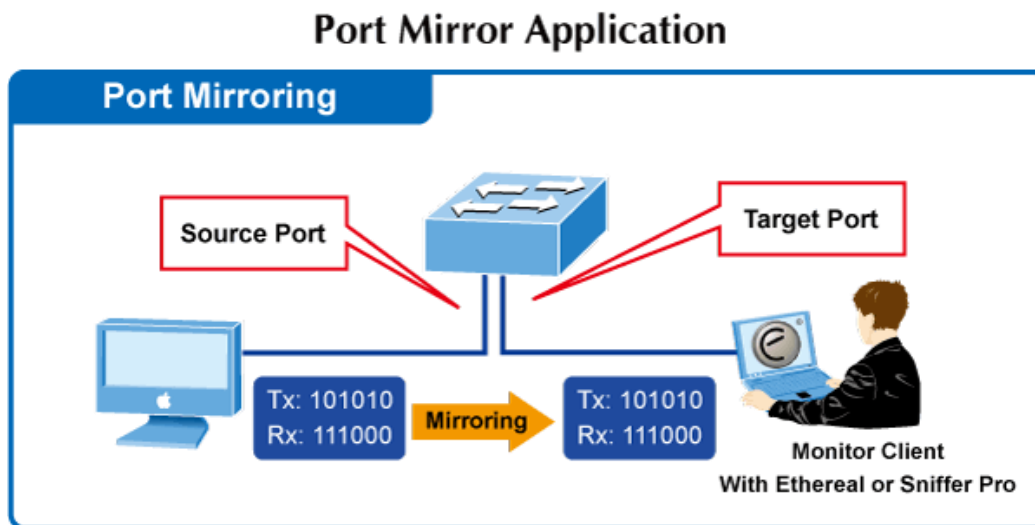 Port Mirror Application
Port Mirroring
Source Port
Target Port
Tx: 101010
Rx: 111000
Mirroring
Tx: 101010
Rx: 111000
Monitor Client
With Ethereal or Sniffer Pro